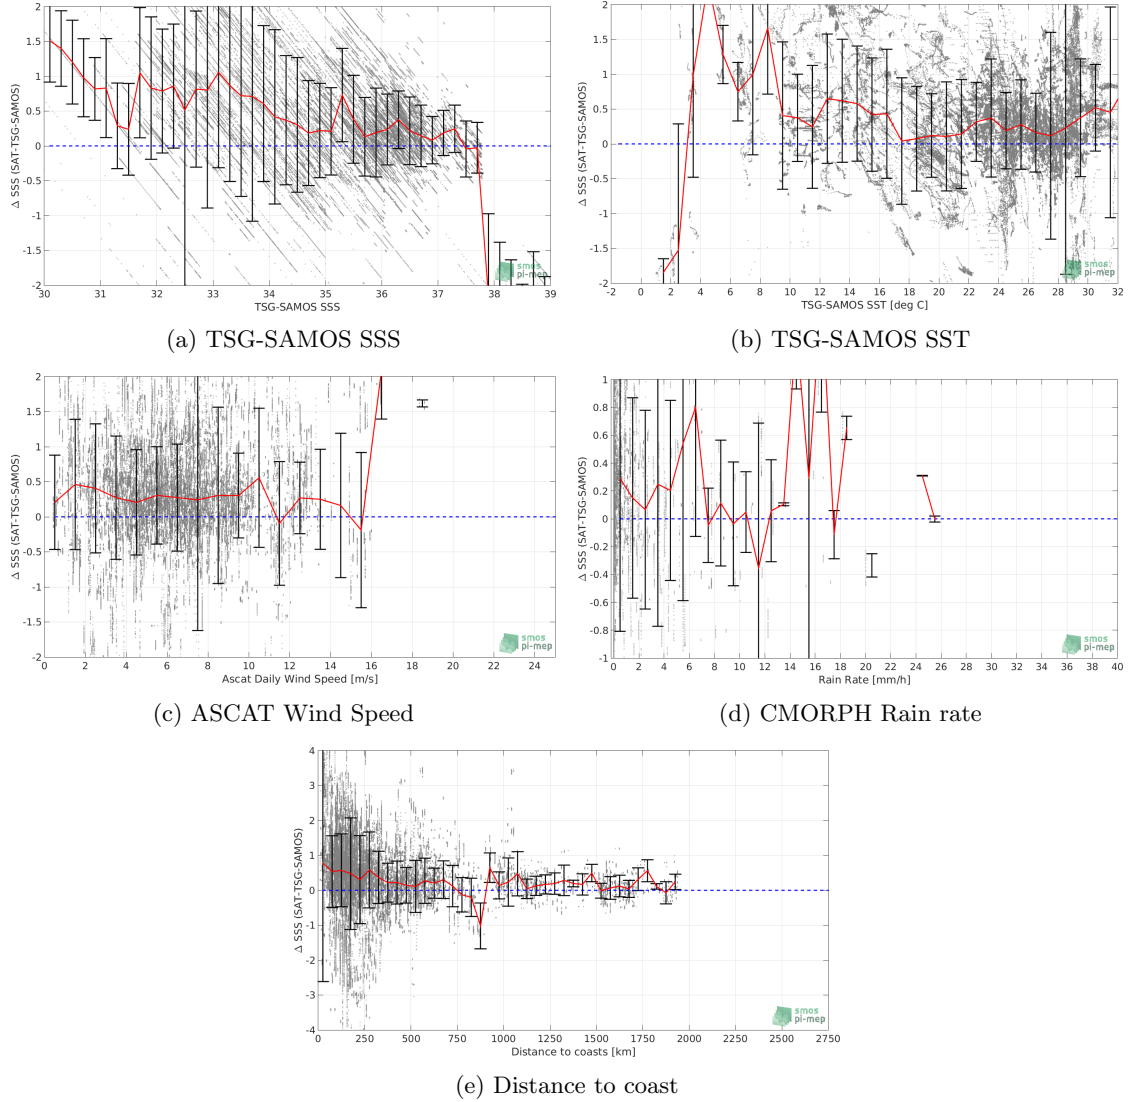 2
1.5
1
0.5
0
-0.5
-1
-1.5
-2
Δ SSS (SAT-TSG-SAMOS)
30 31 32 33 34 35 36 37 38 39
TSG-SAMOS SSS
smos
pi-mep
(a) TSG-SAMOS SSS
2
1.5
1
0.5
0
-0.5
-1
-1.5
-2
Δ SSS (SAT-TSG-SAMOS)
-2 0 2 4 6 8 10 12 14 16 18 20 22 24 26 28 30 32
TSG-SAMOS SST [deg C]
smos
pi-mep
(b) TSG-SAMOS SST
2
1.5
1
0.5
0
-0.5
-1
-1.5
-2
Δ SSS (SAT-TSG-SAMOS)
0 2 4 6 8 10 12 14 16 18 20 22 24
Ascat Daily Wind Speed [m/s]
smos
pi-mep
(c) ASCAT Wind Speed
1
0.8
0.6
0.4
0.2
0
-0.2
-0.4
-0.6
-0.8
-1
Δ SSS (SAT-TSG-SAMOS)
0 2 4 6 8 10 12 14 16 18 20 22 24 26 28 30 32 34 36 38 40
Rain Rate [mm/h]
smos
pi-mep
(d) CMORPH Rain rate
4
3
2
1
0
-1
-2
-3
-4
Δ SSS (SAT-TSG-SAMOS)
0 250 500 750 1000 1250 1500 1750 2000 2250 2500 2750
Distance to coasts [km]
smos
pi-mep
(e) Distance to coast